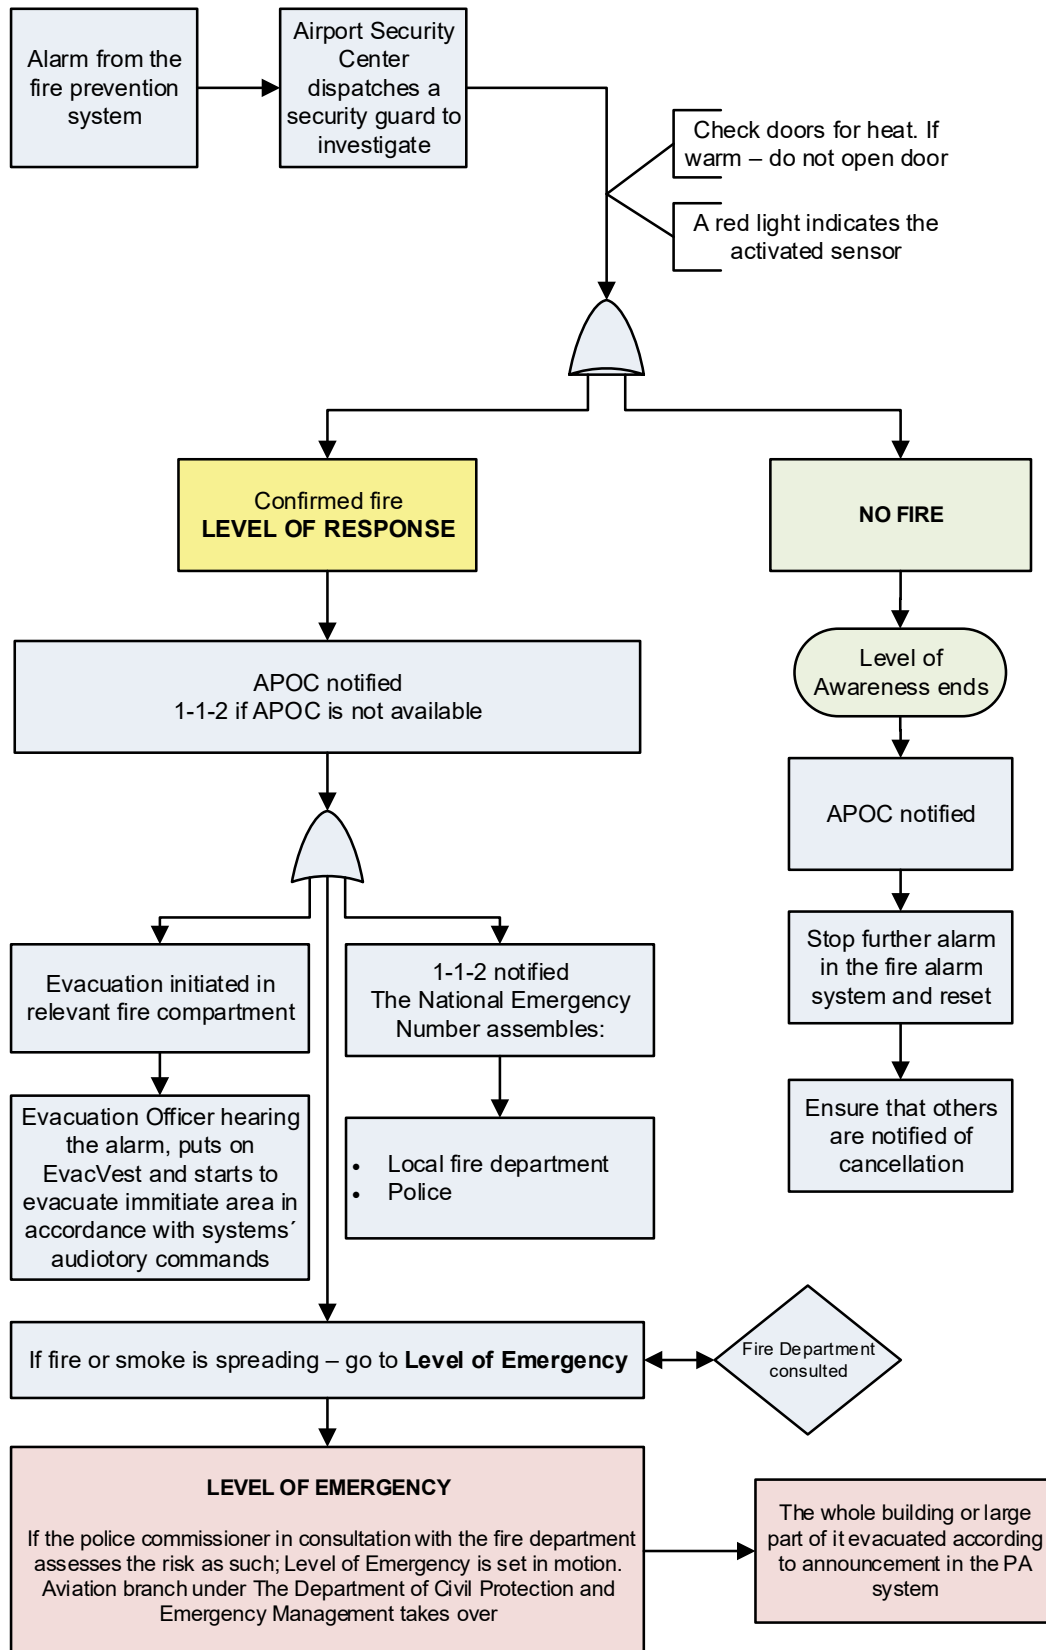 Alarm from the
fire prevention
system
Airport Security
Center
dispatches a
security guard to
investigate
Check doors for heat. If
warm – do not open door
A red light indicates the
activated sensor
Confirmed fire
LEVEL OF RESPONSE
NO FIRE
Level of
Awareness ends
APOC notified
1-1-2 if APOC is not available
APOC notified
Stop further alarm
in the fire alarm
system and reset
Ensure that others
are notified of
cancellation
Evacuation initiated in
relevant fire compartment
1-1-2 notified
The National Emergency
Number assembles:
Evacuation Officer hearing
the alarm, puts on
EvacVest and starts to
evacuate immitiate area in
accordance with systems´
audiotory commands
• Local fire department
• Police
If fire or smoke is spreading – go to Level of Emergency
Fire Department
consulted
LEVEL OF EMERGENCY
If the police commissioner in consultation with the fire department
assesses the risk as such; Level of Emergency is set in motion.
Aviation branch under The Department of Civil Protection and
Emergency Management takes over
The whole building or large
part of it evacuated according
to announcement in the PA
system